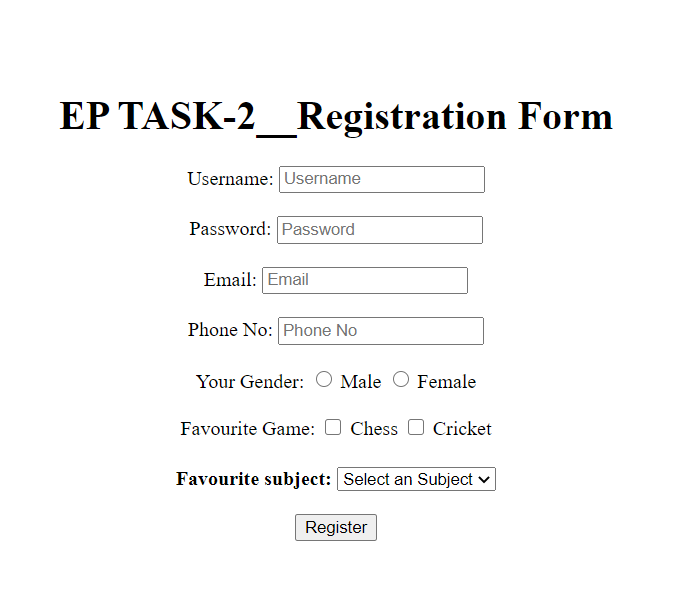 EP TASK-2__Registration Form
Username: Username
Password: Password
Email: Email
Phone No: Phone No
Your Gender: Male Female
Favourite Game: Chess Cricket
Favourite subject: Select an Subject
Register